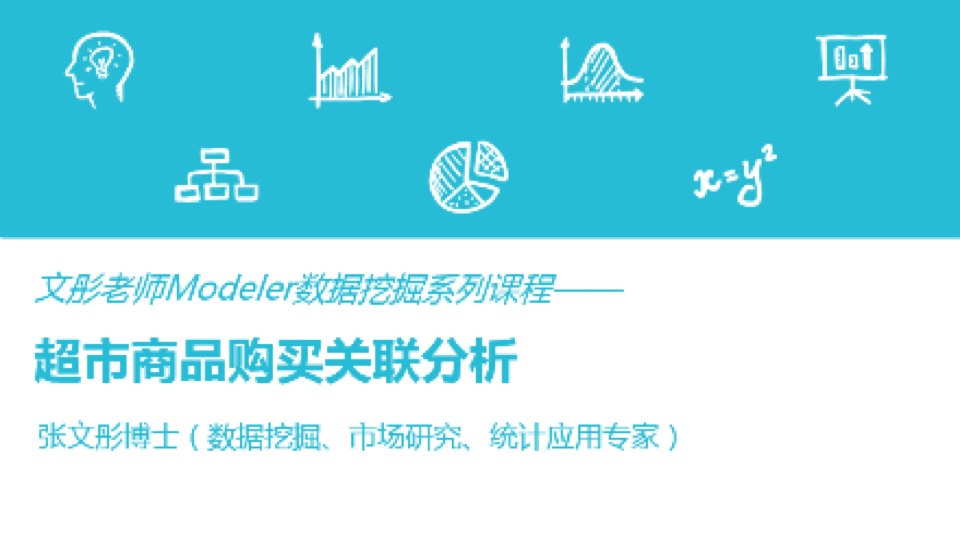 x=y²
文彤老师Modeler数据挖掘系列课程——
超市商品购买关联分析
张文彤博士（数据挖掘、市场研究、统计应用专家）